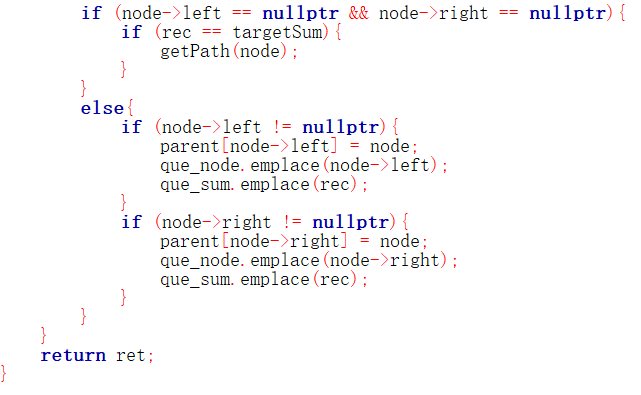 if (node->left == nullptr && node->right == nullptr){
            if (rec == targetSum){
                getPath(node);
            }
        }
        else{
            if (node->left != nullptr){
                parent[node->left] = node;
                que_node.emplace(node->left);
                que_sum.emplace(rec);
            }
            if (node->right != nullptr){
                parent[node->right] = node;
                que_node.emplace(node->right);
                que_sum.emplace(rec);
            }
        }
    }
    return ret;
}